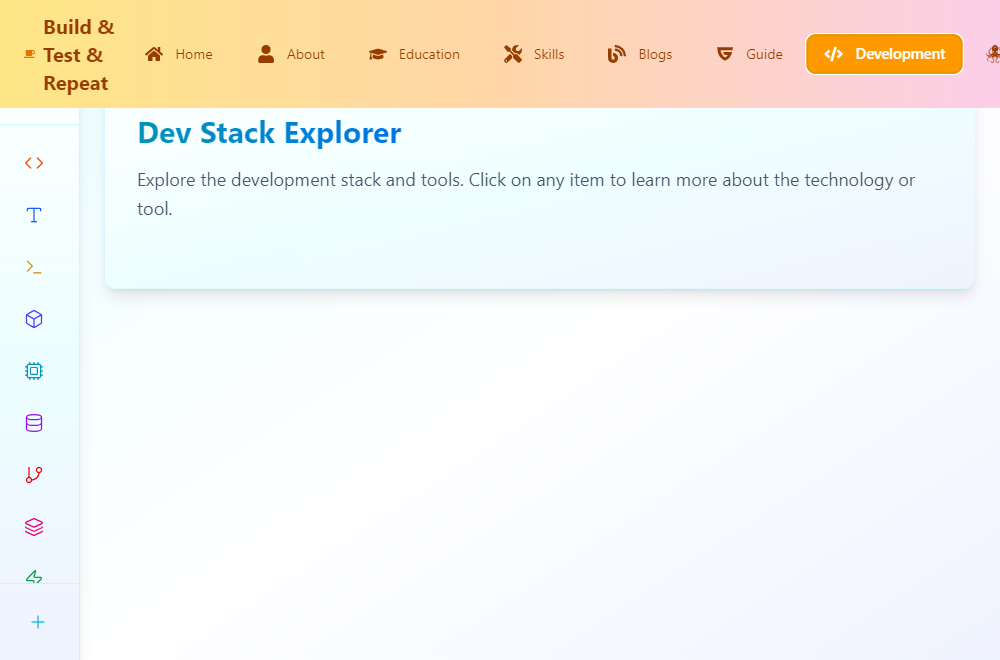 Build &
Test &
Repeat
Home
About
Education
Skills
Blogs
Guide
Development
Dev Stack Explorer
Explore the development stack and tools. Click on any item to learn more about the technology or
tool.